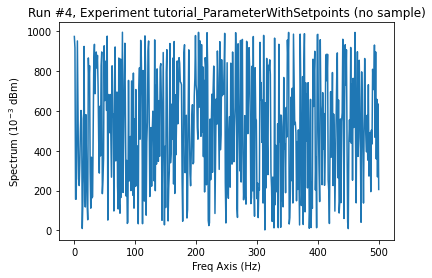 Run #4, Experiment tutorial_ParameterWithSetpoints (no sample)
1000
800
600
400
200
0
Spectrum (10⁻³ dBm)
0 100 200 300 400 500
Freq Axis (Hz)